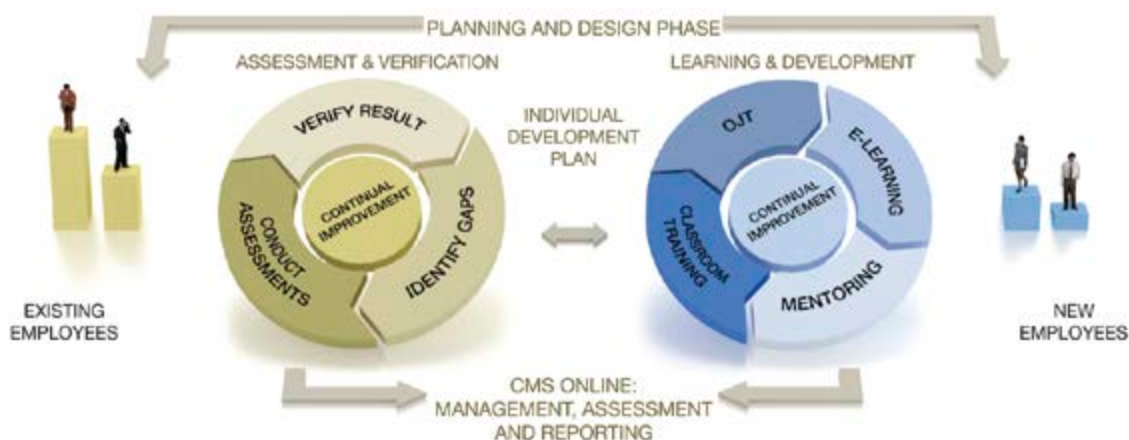 PLANNING AND DESIGN PHASE
ASSESSMENT & VERIFICATION
LEARNING & DEVELOPMENT
VERIFY RESULT
CONDUCT
ASSESSMENTS
IDENTIFY GAPS
CONTINUAL
IMPROVEMENT
INDIVIDUAL
DEVELOPMENT
PLAN
OJT
E-LEARNING
CLASSROOM
TRAINING
MENTORING
CONTINUAL
IMPROVEMENT
EXISTING
EMPLOYEES
NEW
EMPLOYEES
CMS ONLINE:
MANAGEMENT, ASSESSMENT
AND REPORTING